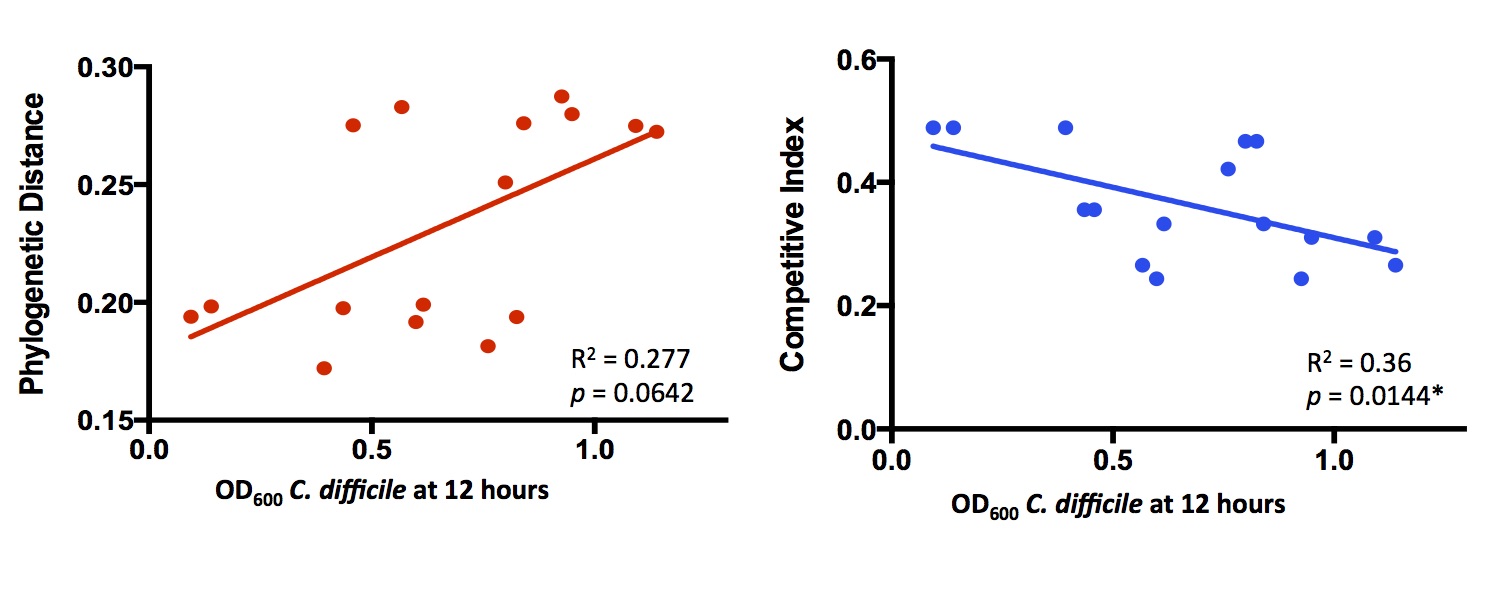 Phylogenetic Distance
0.30
0.25
0.20
0.15
0.0
0.5
1.0
R² = 0.277
p = 0.0642
OD₆₀₀ C. difficile at 12 hours
Competitive Index
0.6
0.4
0.2
0.0
0.0
0.5
1.0
R² = 0.36
p = 0.0144*
OD₆₀₀ C. difficile at 12 hours